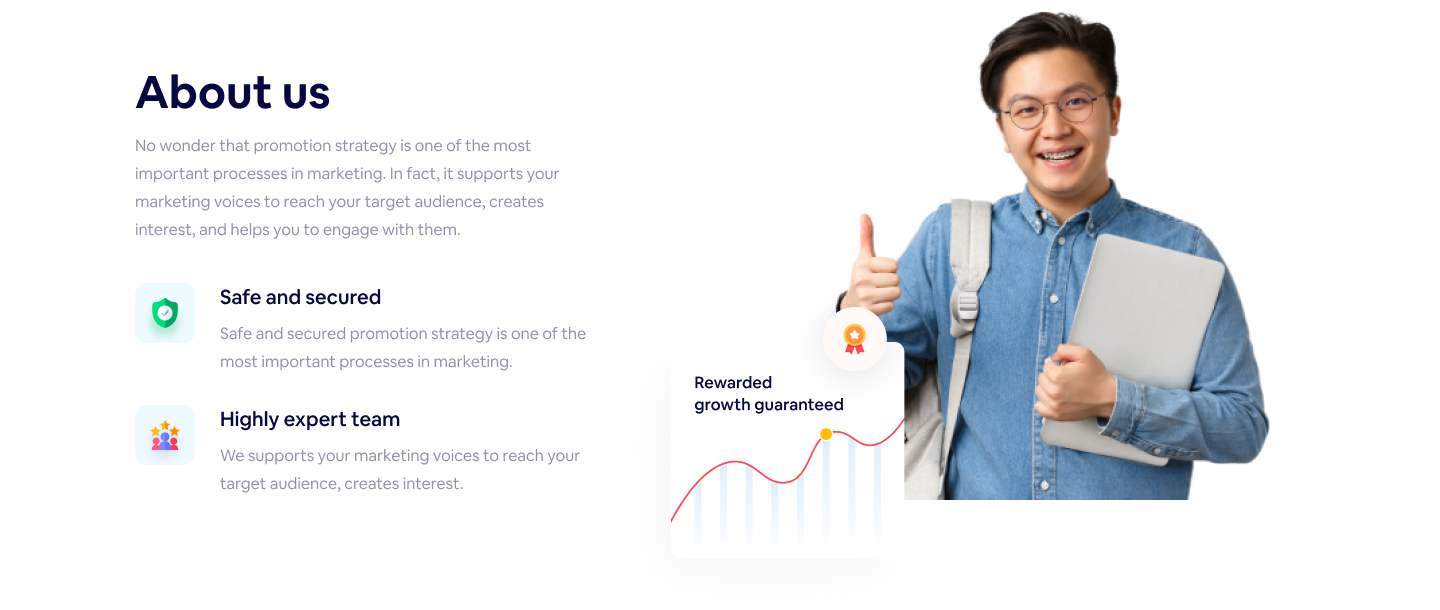 About us
No wonder that promotion strategy is one of the most
important processes in marketing. In fact, it supports your
marketing voices to reach your target audience, creates
interest, and helps you to engage with them.
Safe and secured
Safe and secured promotion strategy is one of the
most important processes in marketing.
Highly expert team
We supports your marketing voices to reach your
target audience, creates interest.
Rewarded
growth guaranteed